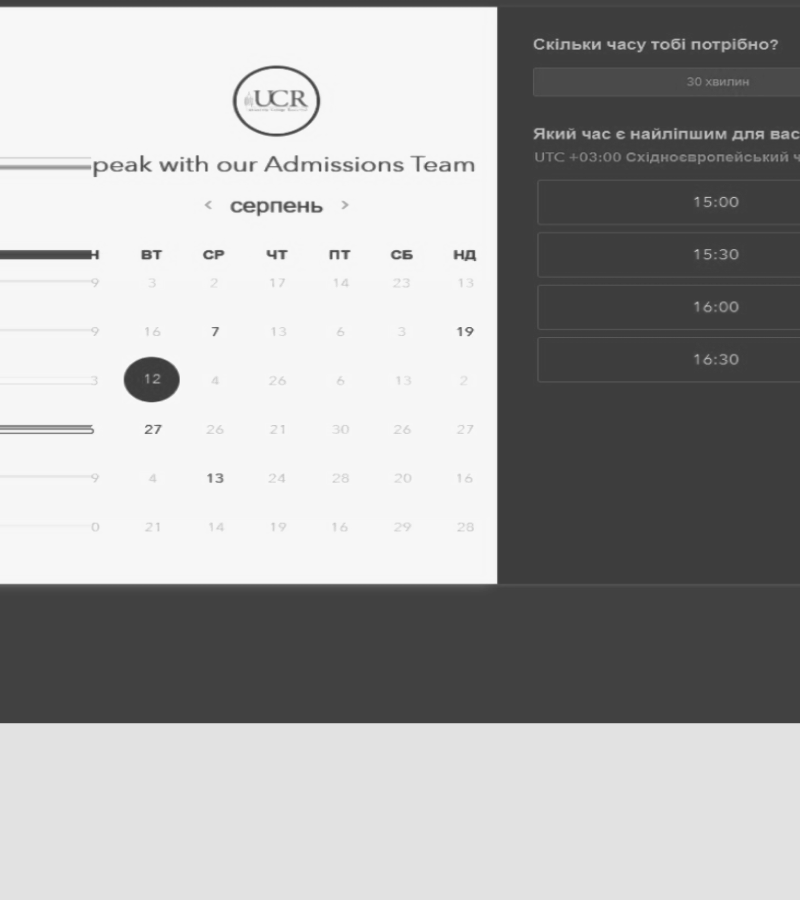 UCR
peak with our Admissions Team
< серпень >
Н ВТ СР ЧТ ПТ СБ НД
9 3 2 17 14 23 13
9 16 7 13 6 3 19
3 12 4 26 6 13 2
5 27 26 21 30 26 27
9 4 13 24 28 20 16
0 21 14 19 16 29 28
Скільки часу тобі потрібно?
30 хвилин
Який час є найліпшим для вас
UTC +03:00 Східноєвропейський ч
15:00
15:30
16:00
16:30